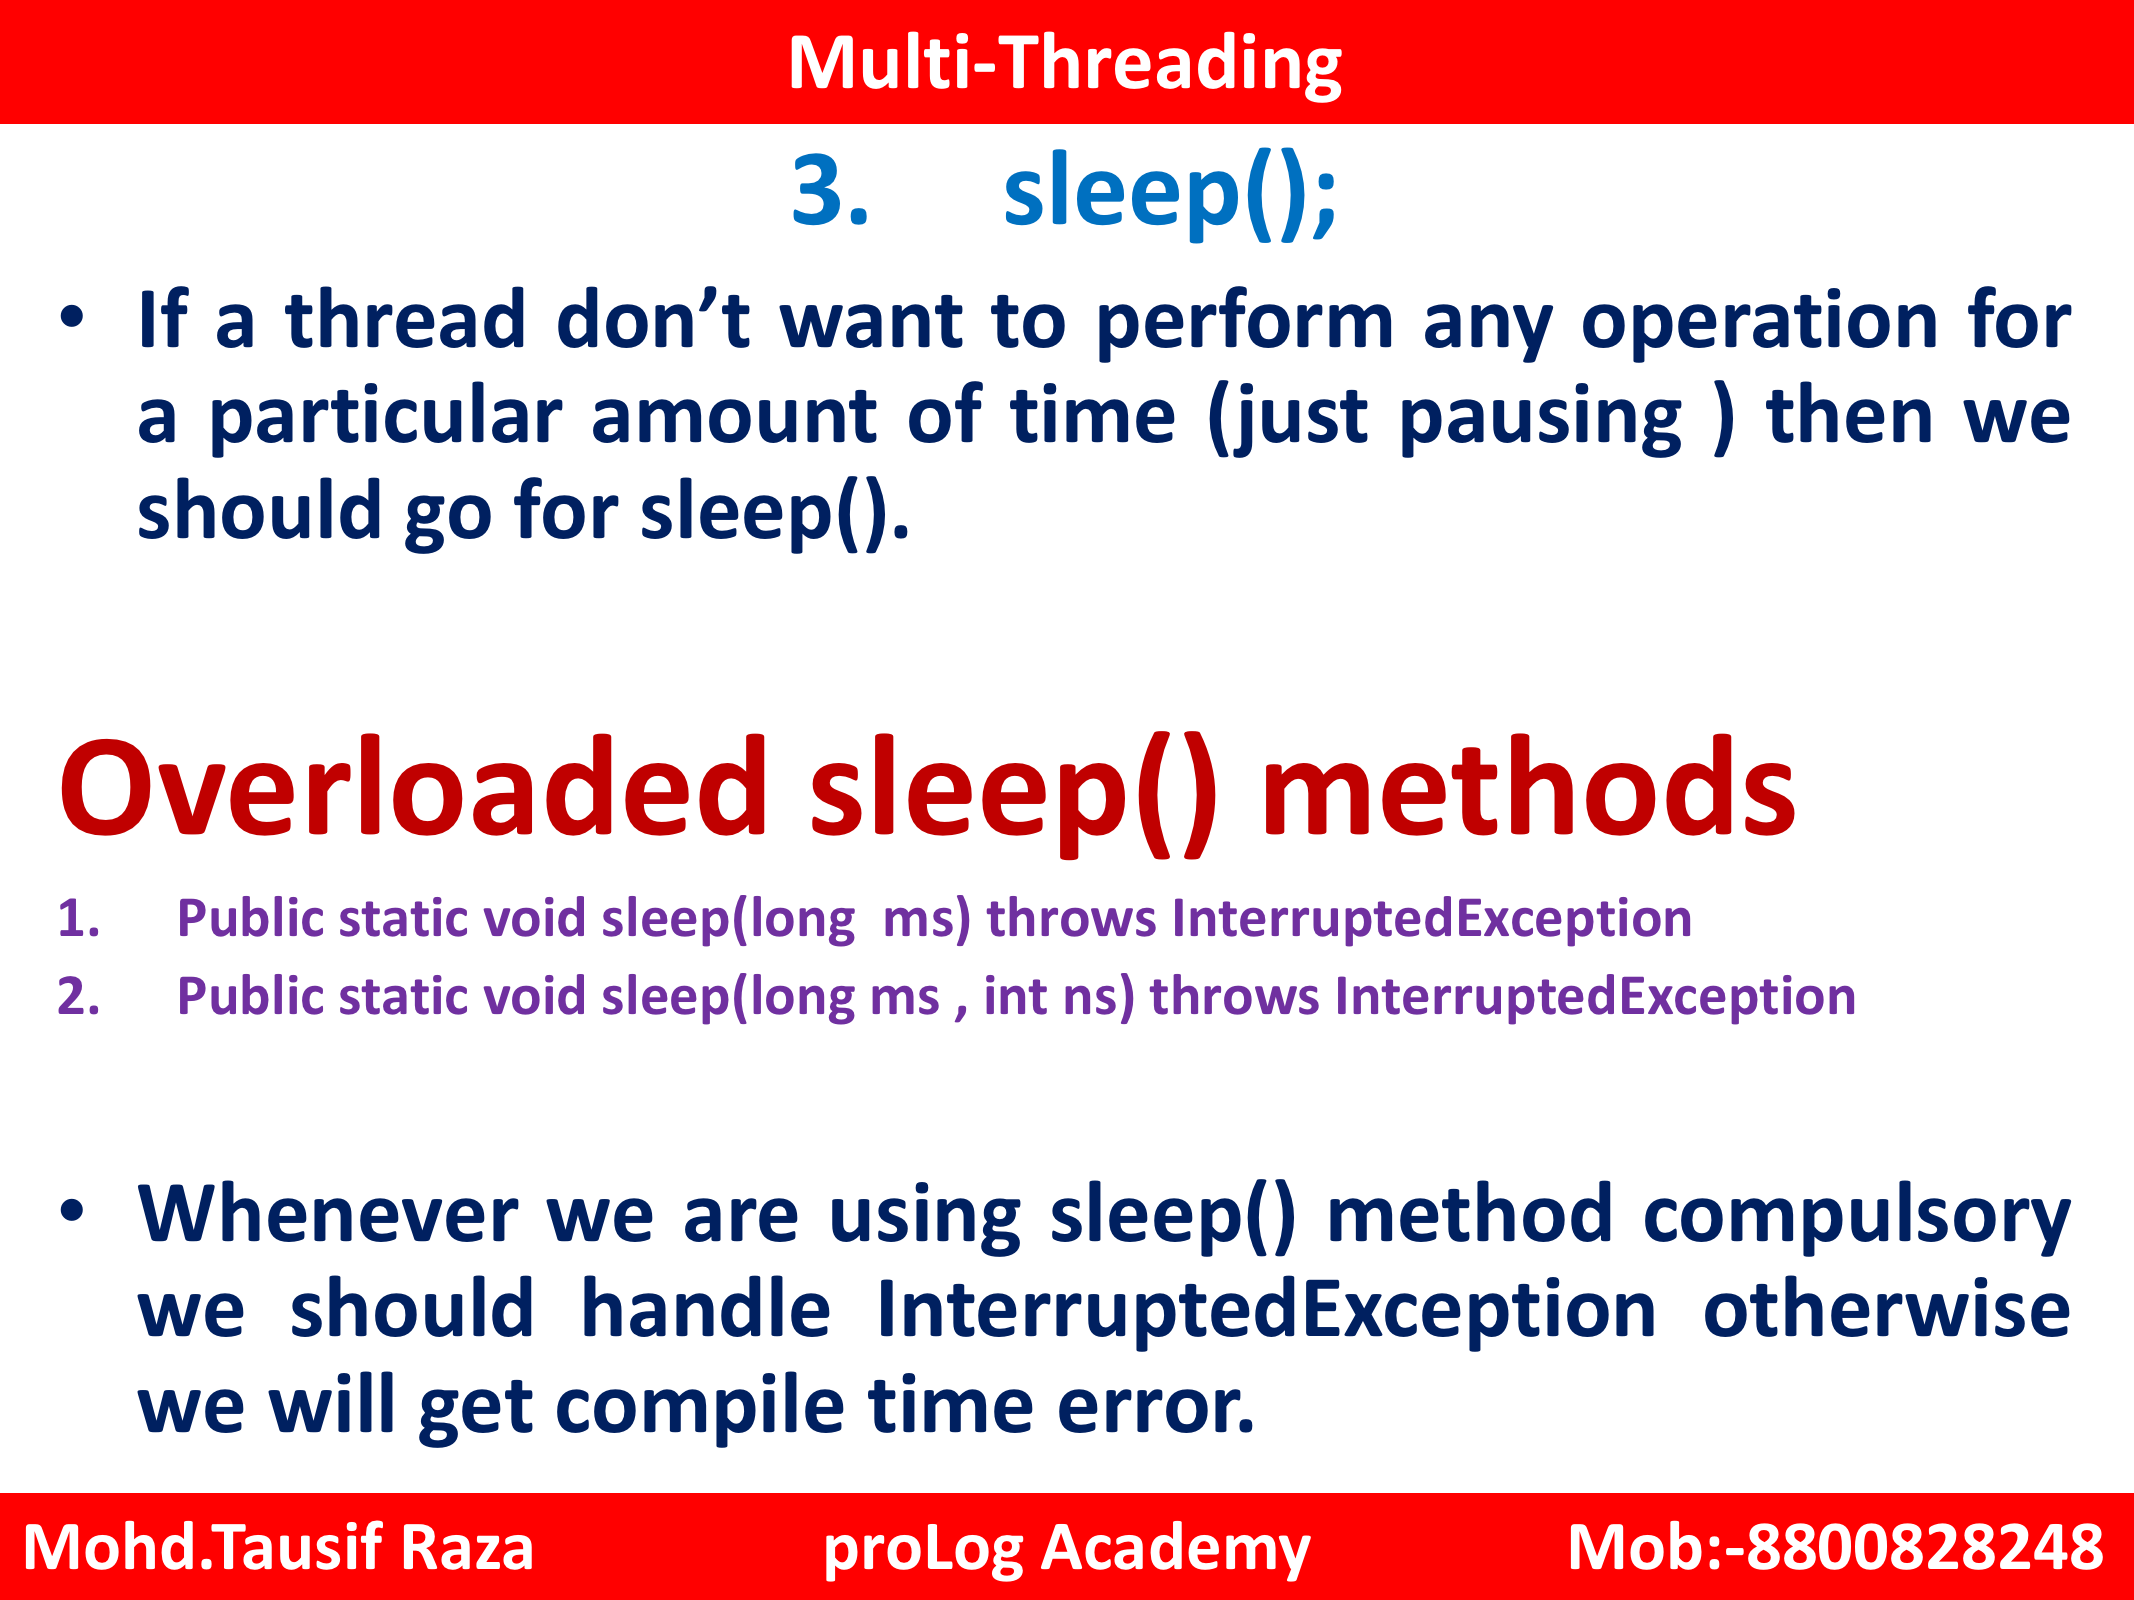 Multi-Threading
3. sleep();
• If a thread don’t want to perform any operation for
a particular amount of time (just pausing ) then we
should go for sleep().
Overloaded sleep() methods
1. Public static void sleep(long  ms) throws InterruptedException
2. Public static void sleep(long ms , int ns) throws InterruptedException
• Whenever we are using sleep() method compulsory
we should handle InterruptedException otherwise
we will get compile time error.
Mohd.Tausif Raza proLog Academy Mob:-8800828248